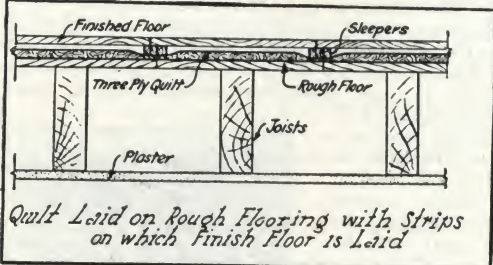 Finished Floor
Sleepers
Three Ply Quilt
Rough Floor
Joists
Plaster
Quilt Laid on Rough Flooring with Strips
on which Finish Floor is Laid